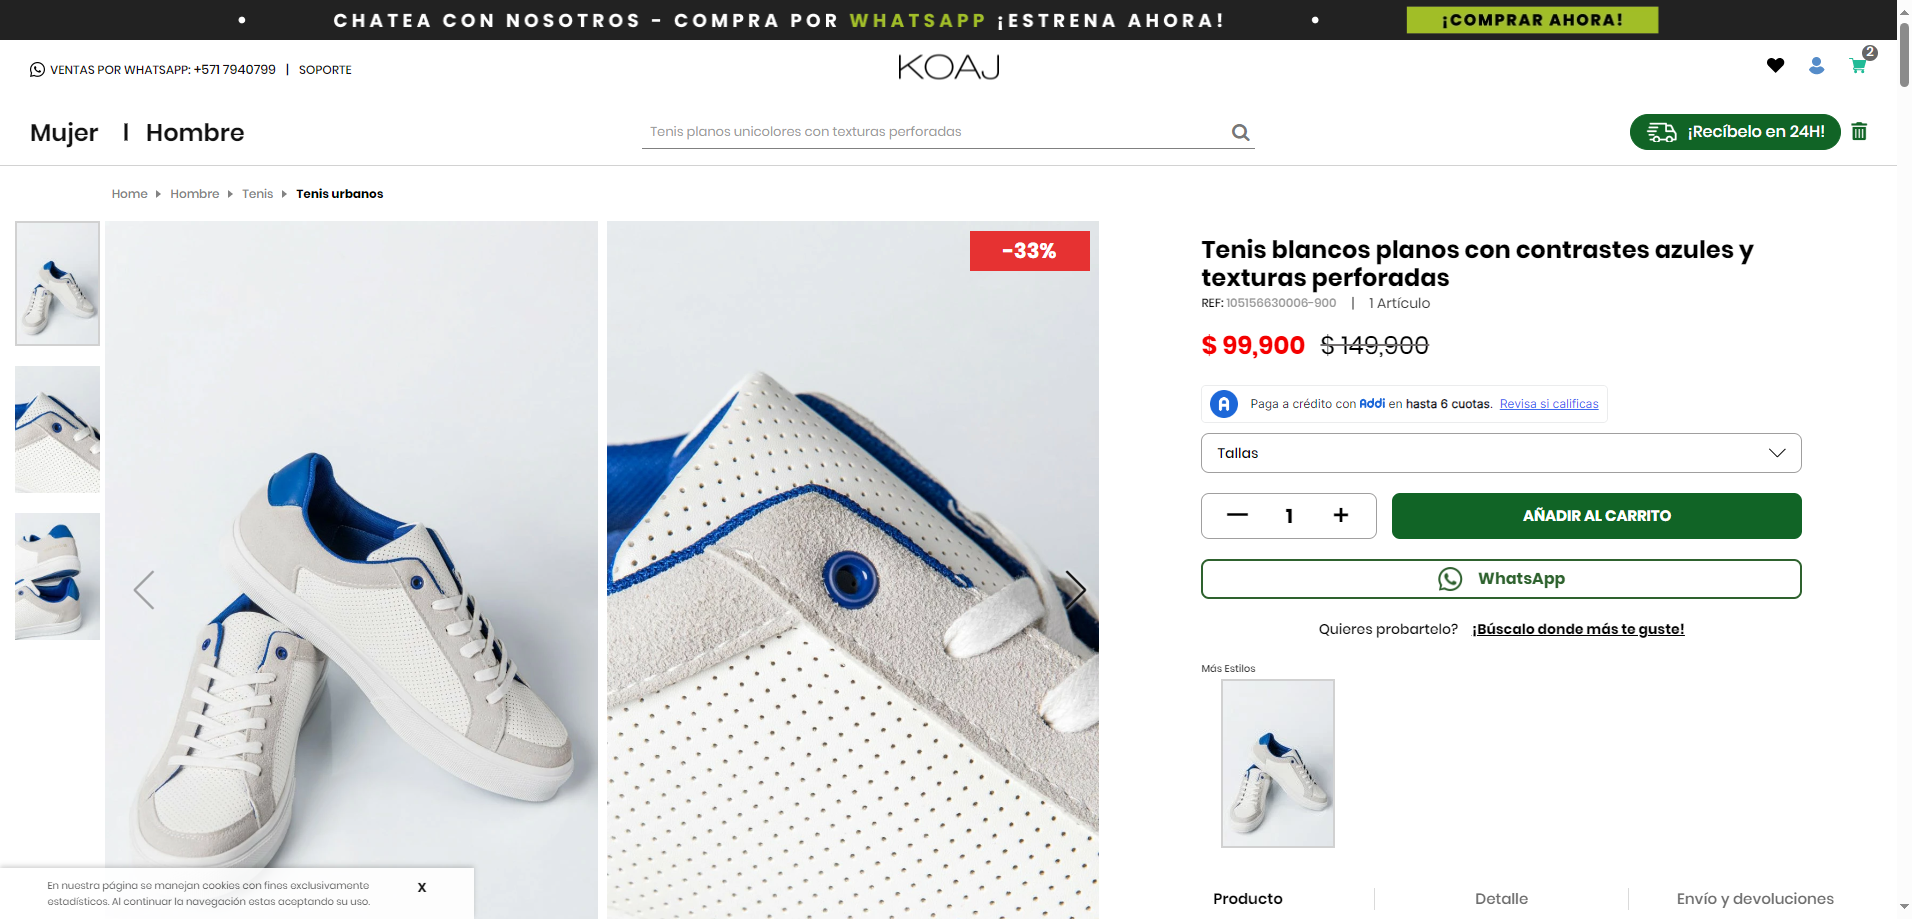 CHATEA CON NOSOTROS - COMPRA POR WHATSAPP ¡ESTRENA AHORA!
¡COMPRAR AHORA!
VENTAS POR WHATSAPP: +571 7940799 | SOPORTE
KOAJ
2
Mujer | Hombre
Tenis planos unicolores con texturas perforadas
¡Recíbelo en 24H!
Home Hombre Tenis Tenis urbanos
-33%
Tenis blancos planos con contrastes azules y
texturas perforadas
REF: 105156630006-900 | 1 Artículo
$ 99,900 $ 149,900
Paga a crédito con Addi en hasta 6 cuotas. Revisa si calificas
Tallas
1
AÑADIR AL CARRITO
WhatsApp
Quieres probartelo? ¡Búscalo donde más te guste!
Más Estilos
Producto
Detalle
Envío y devoluciones
En nuestra página se manejan cookies con fines exclusivamente
estadísticos. Al continuar la navegación estas aceptando su uso.
X